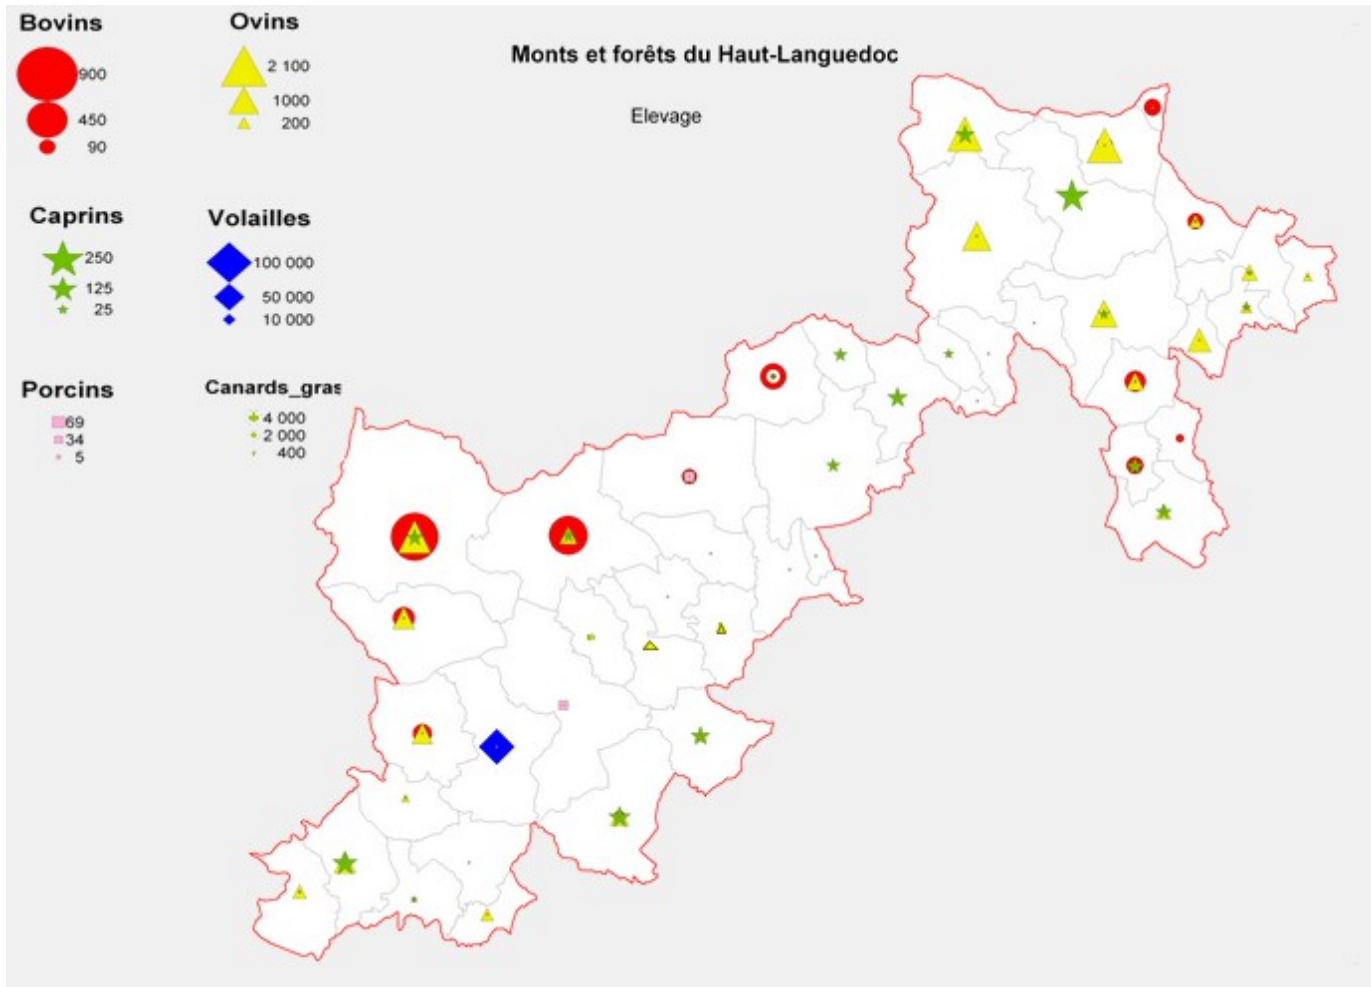 Bovins
900
450
90
Ovins
2 100
1000
200
Monts et forêts du Haut-Languedoc
Elevage
Caprins
250
125
25
Volailles
100 000
50 000
10 000
Porcins
69
34
5
Canards_gras
4 000
2 000
400